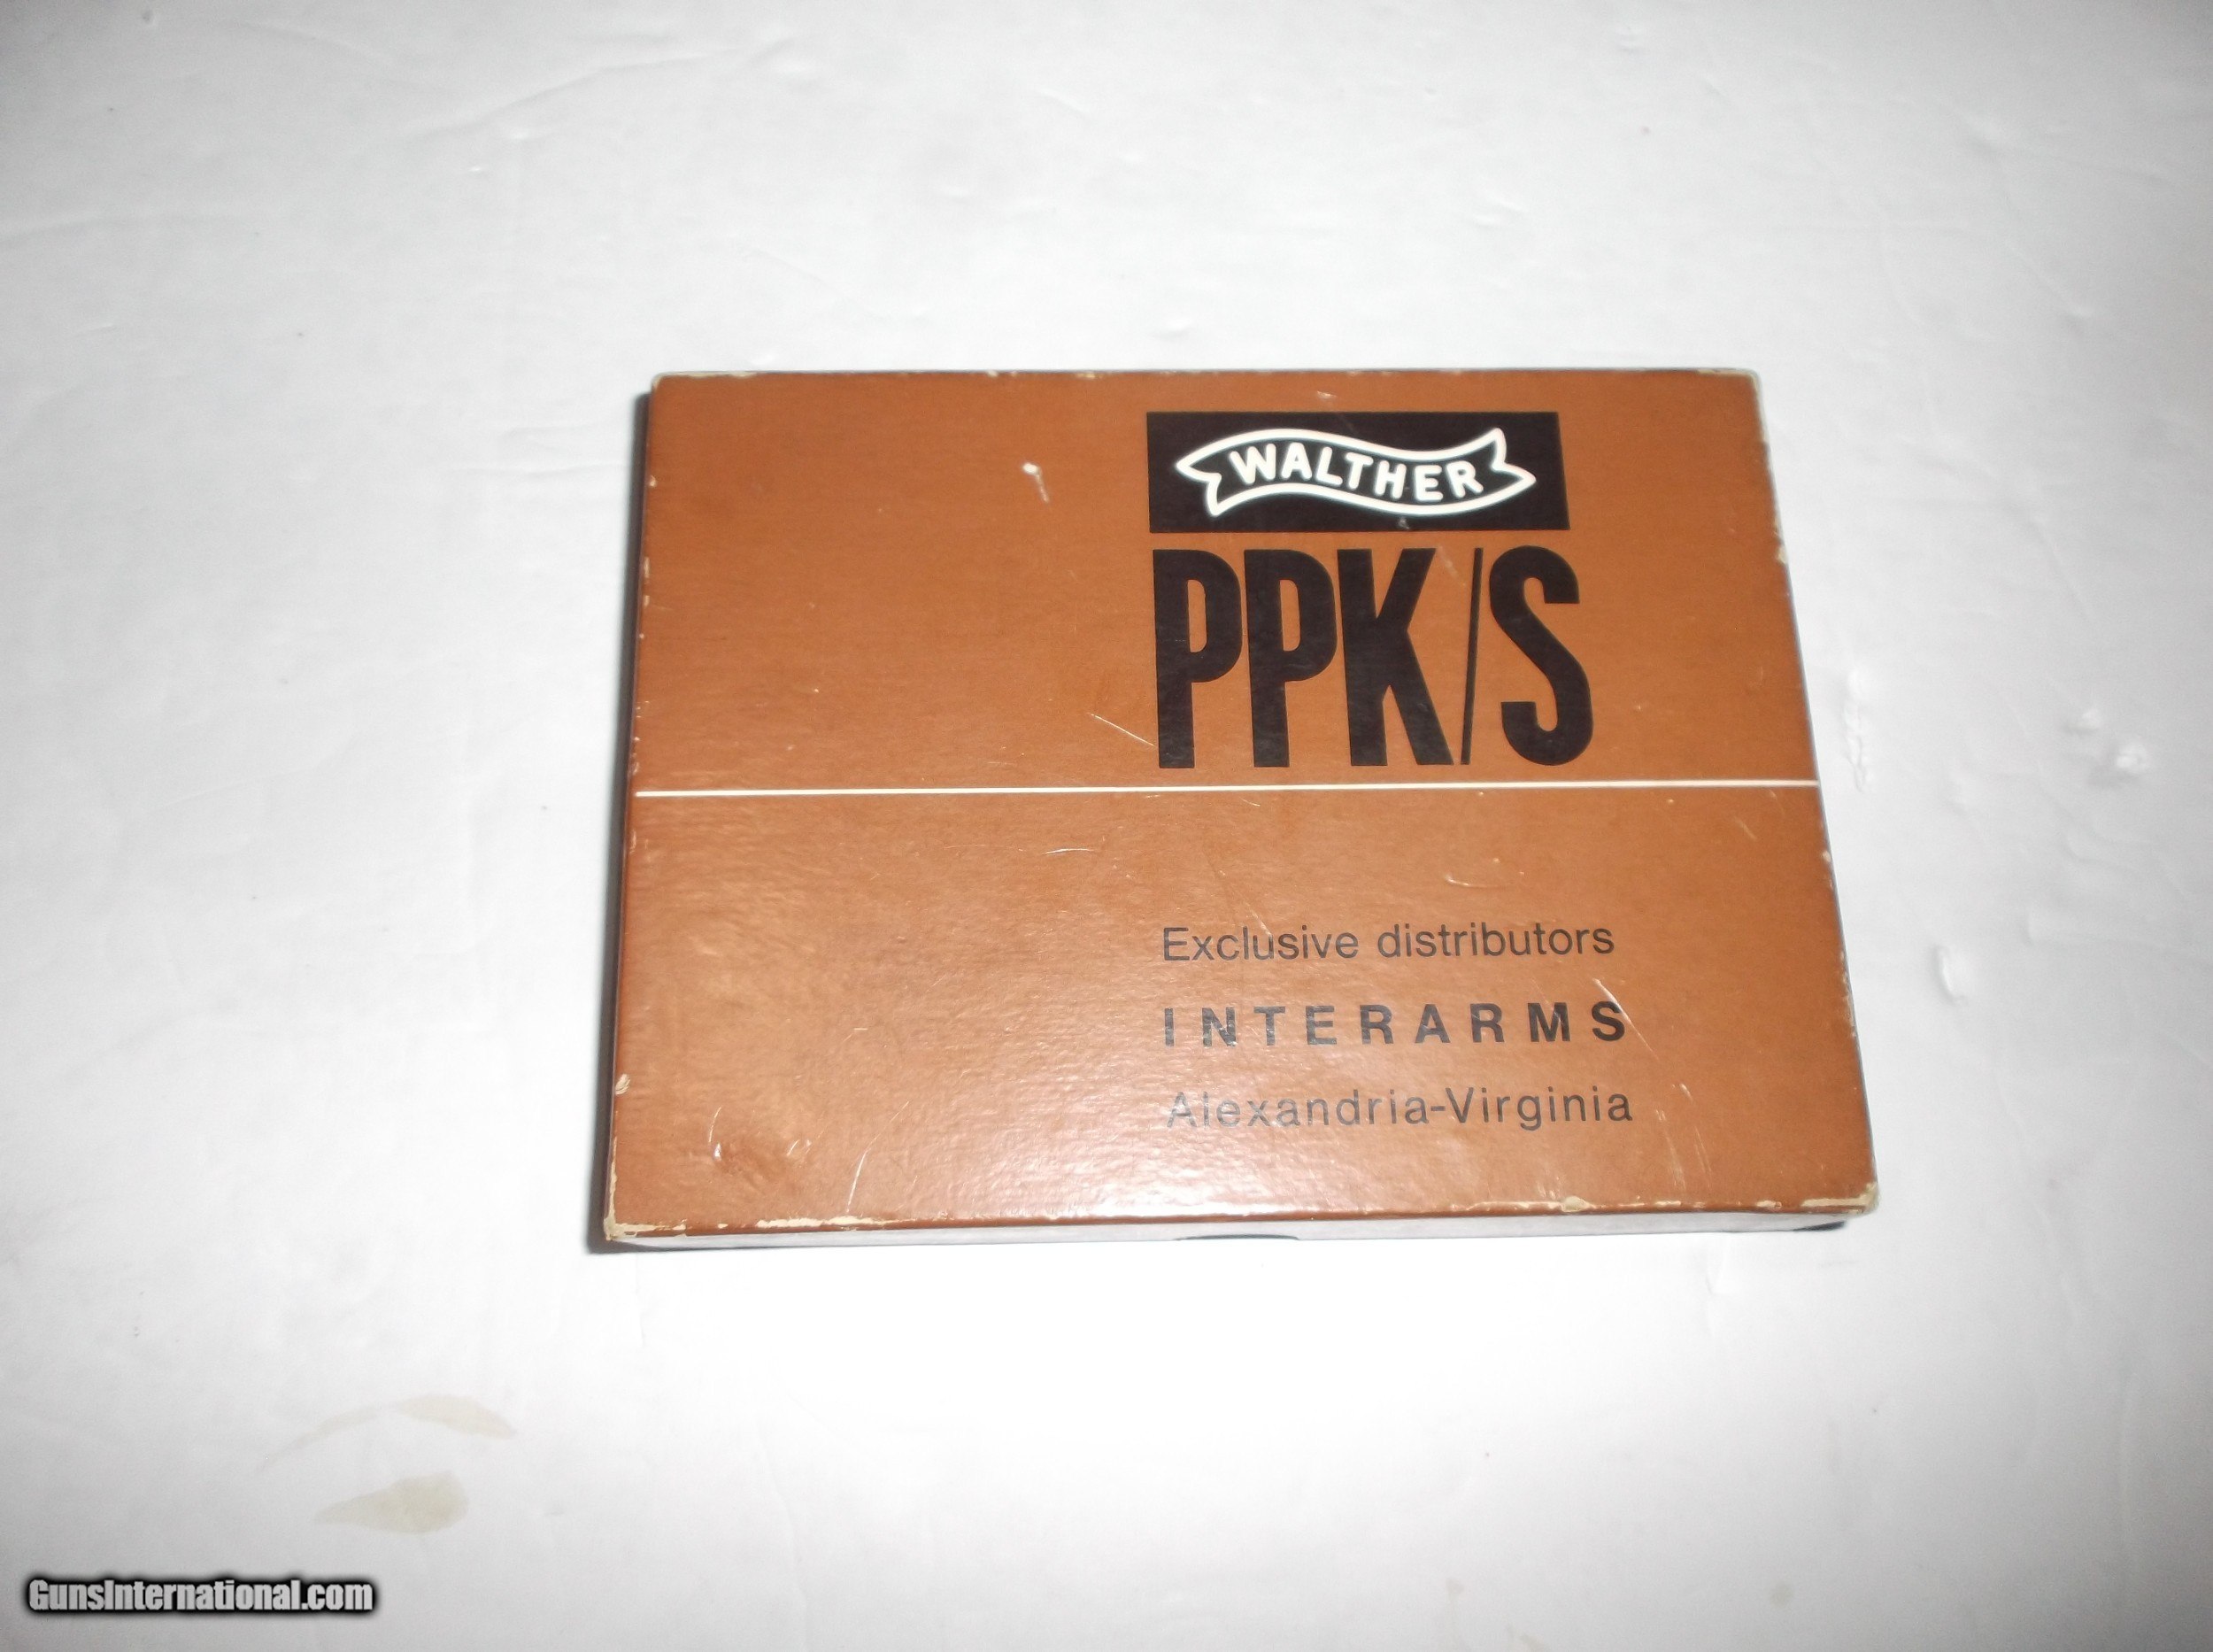 WALTHER
PPK/S
Exclusive distributors
INTERARMS
Alexandria-Virginia
GunsInternational.com